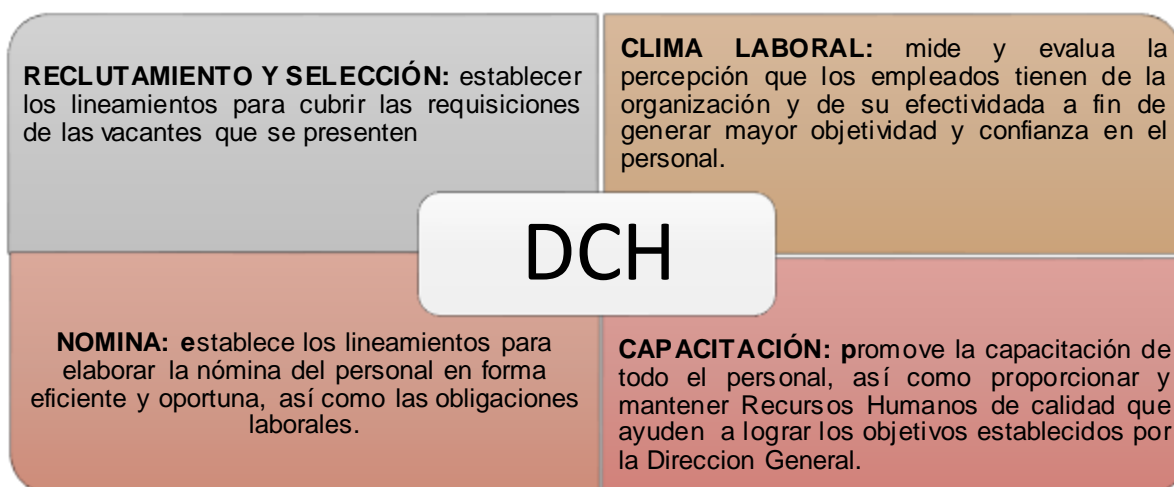 RECLUTAMIENTO Y SELECCIÓN: establecer
los lineamientos para cubrir las requisiciones
de las vacantes que se presenten
CLIMA LABORAL: mide y evalua la
percepción que los empleados tienen de la
organización y de su efectividada a fin de
generar mayor objetividad y confianza en el
personal.
DCH
NOMINA: establece los lineamientos para
elaborar la nómina del personal en forma
eficiente y oportuna, así como las obligaciones
laborales.
CAPACITACIÓN: promove la capacitación de
todo el personal, así como proporcionar y
mantener Recursos Humanos de calidad que
ayuden a lograr los objetivos establecidos por
la Direccion General.